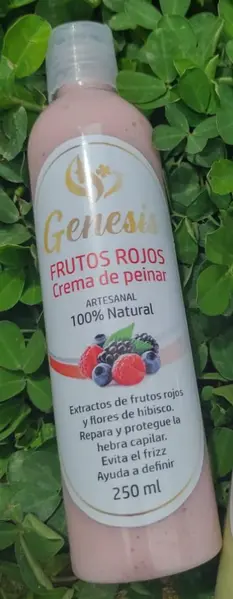 Genesis
FRUTOS ROJOS
Crema de peinar
ARTESANAL
100% Natural
Extractos de frutos rojos
y flores de hibisco.
Repara y protege la
hebra capilar.
Evita el frizz
Ayuda a definir
250 ml